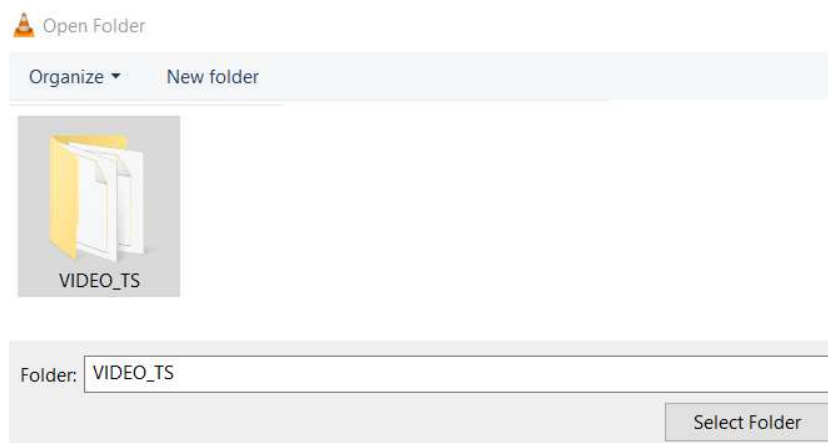 Open Folder
Organize New folder
VIDEO_TS
Folder: VIDEO_TS
Select Folder